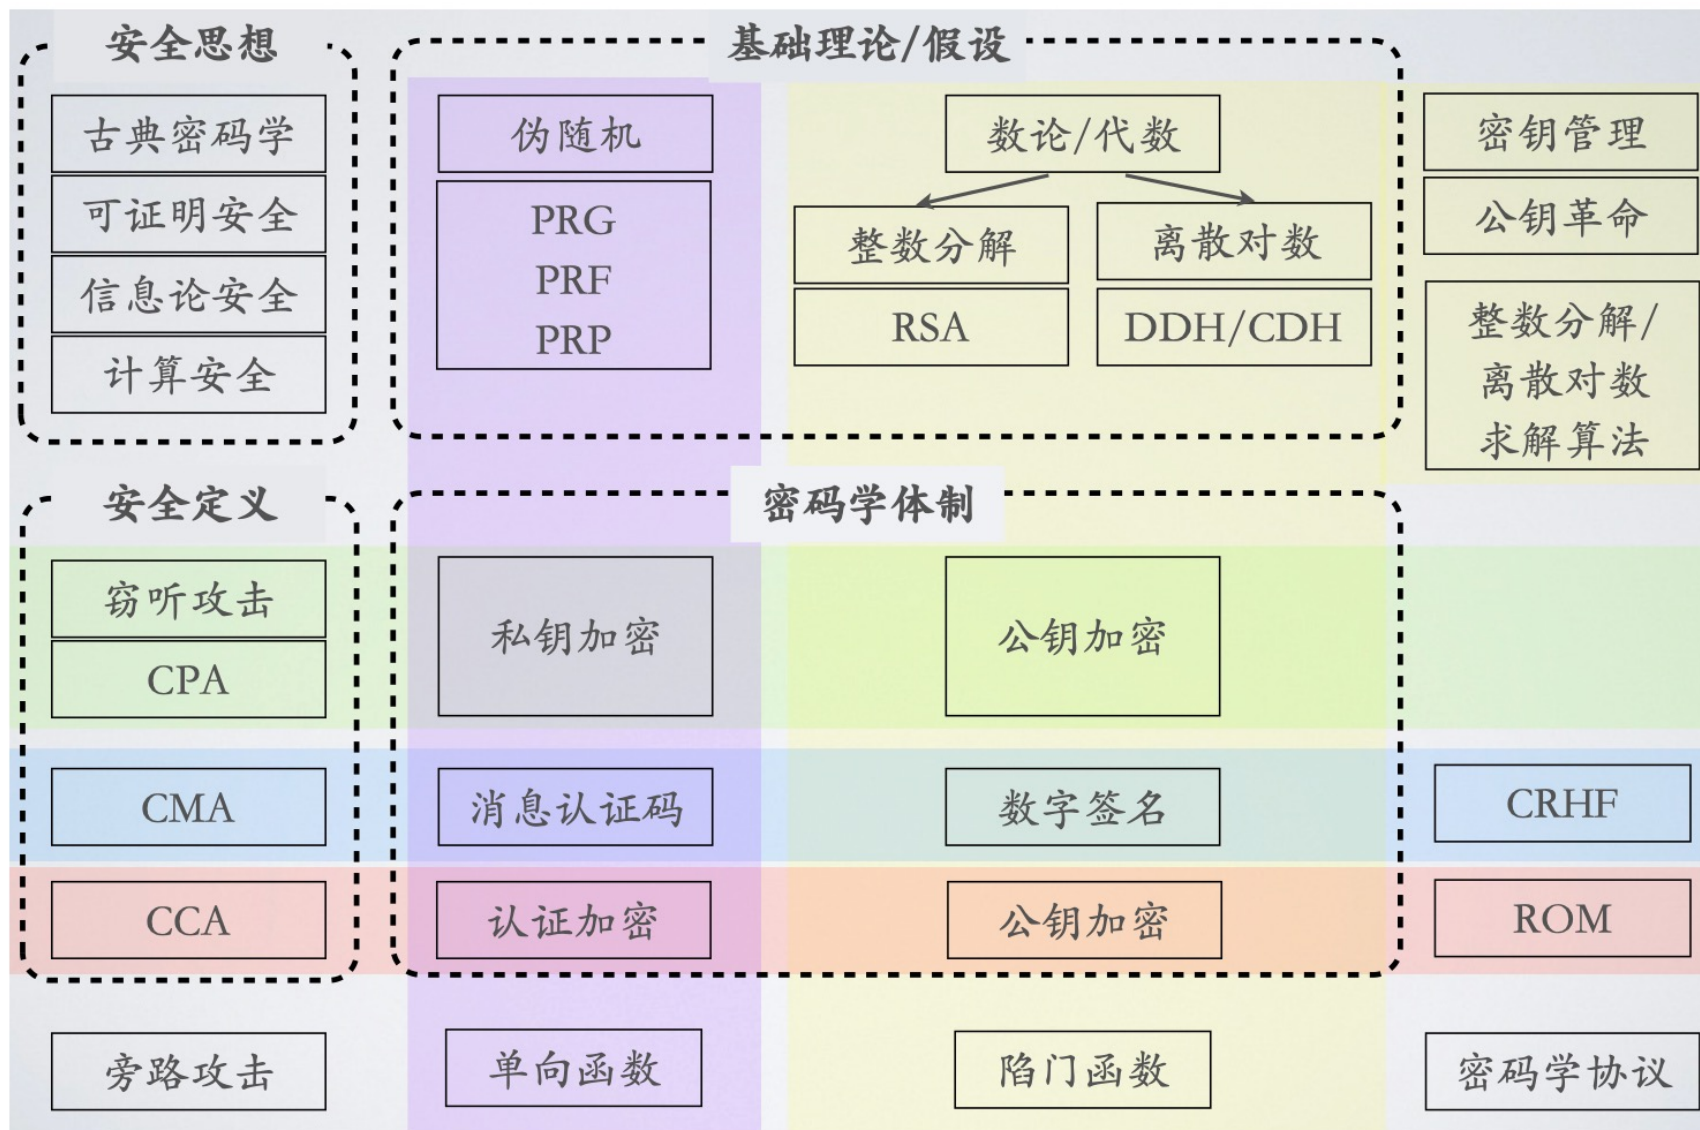 安全思想
基础理论/假设
古典密码学
可证明安全
信息论安全
计算安全
伪随机
PRG
PRF
PRP
数论/代数
整数分解
离散对数
RSA
DDH/CDH
密钥管理
公钥革命
整数分解/
离散对数
求解算法
安全定义
密码学体制
窃听攻击
CPA
私钥加密
公钥加密
CMA
消息认证码
数字签名
CRHF
CCA
认证加密
公钥加密
ROM
旁路攻击
单向函数
陷门函数
密码学协议